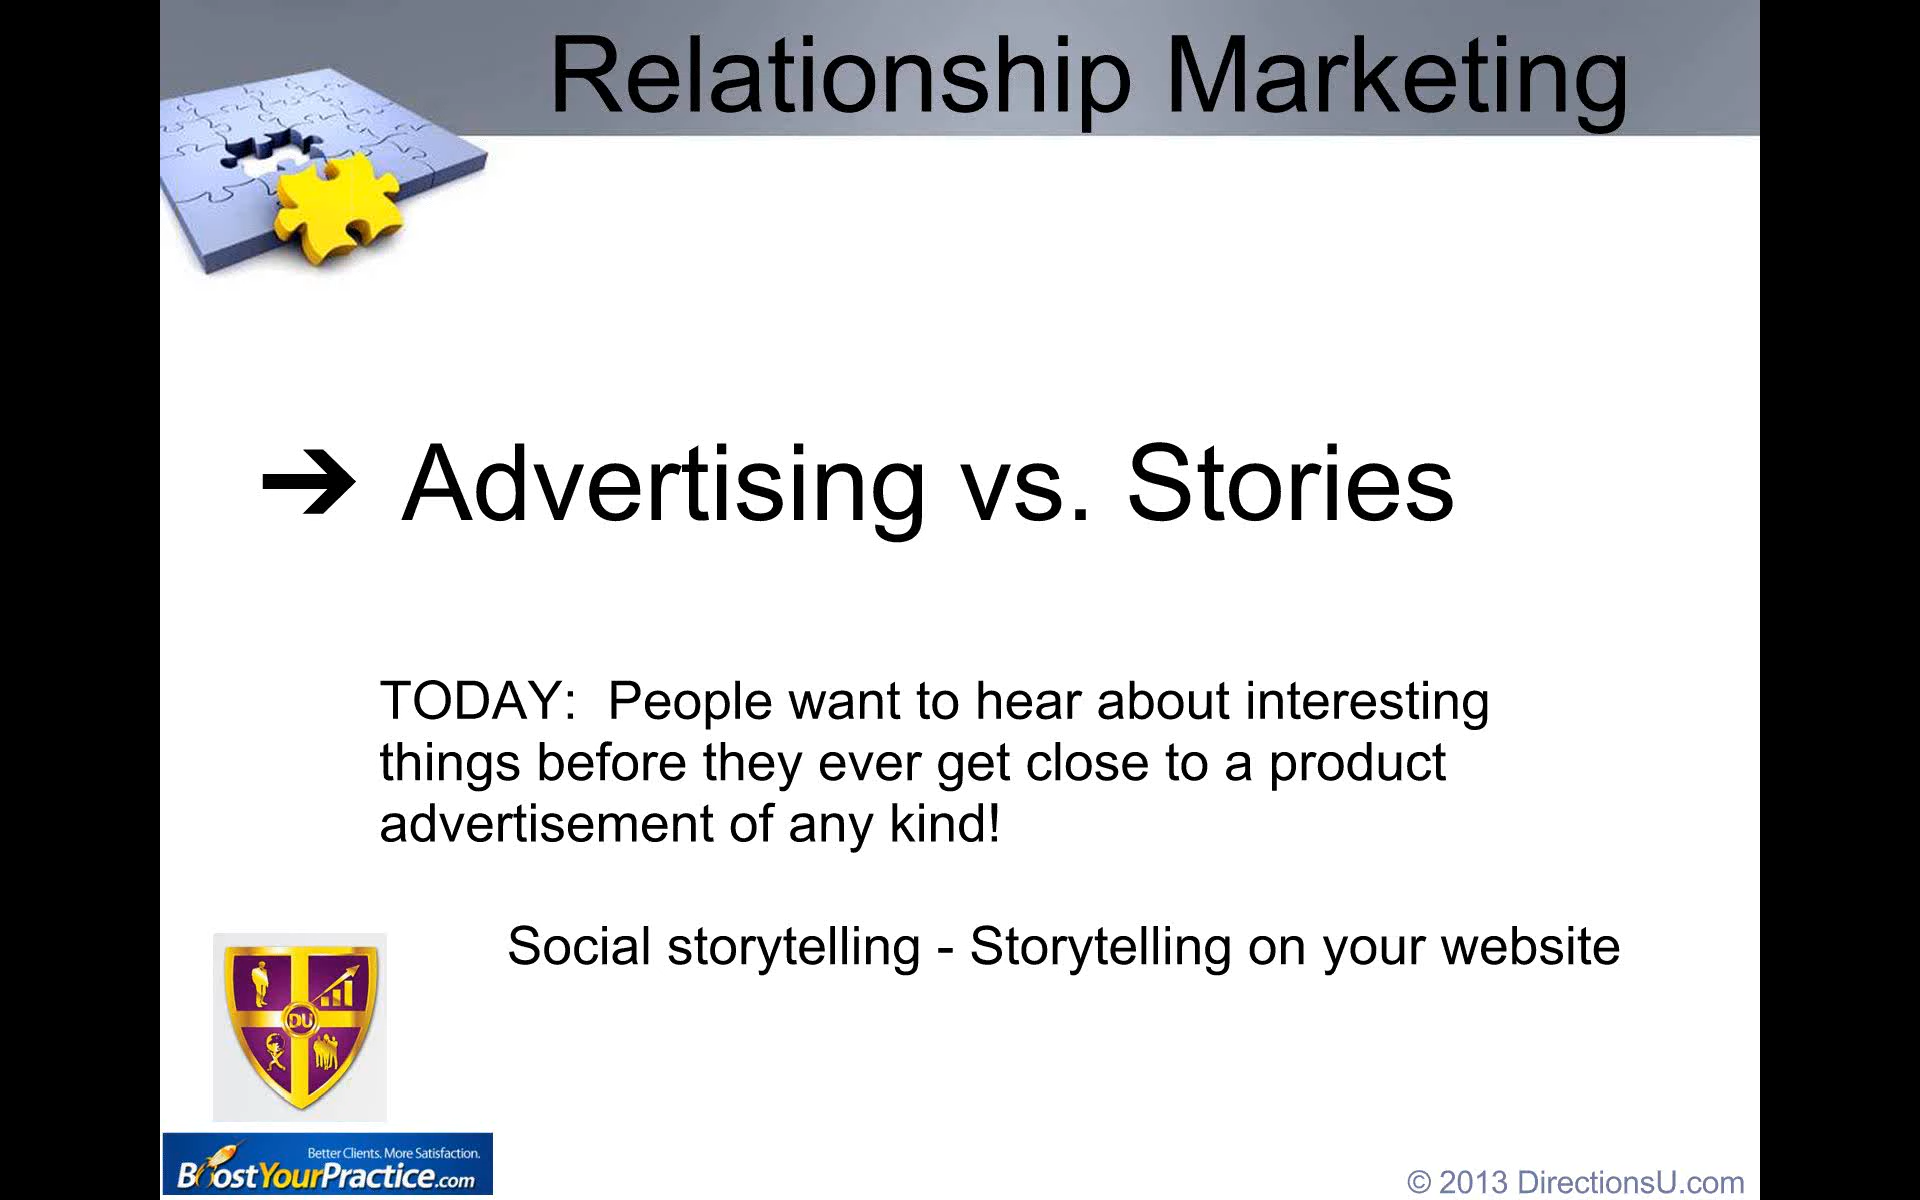 Relationship Marketing
➔ Advertising vs. Stories
TODAY:  People want to hear about interesting
things before they ever get close to a product
advertisement of any kind!
Social storytelling - Storytelling on your website
DU
Better Clients. More Satisfaction.
BoostYourPractice.com
© 2013 DirectionsU.com